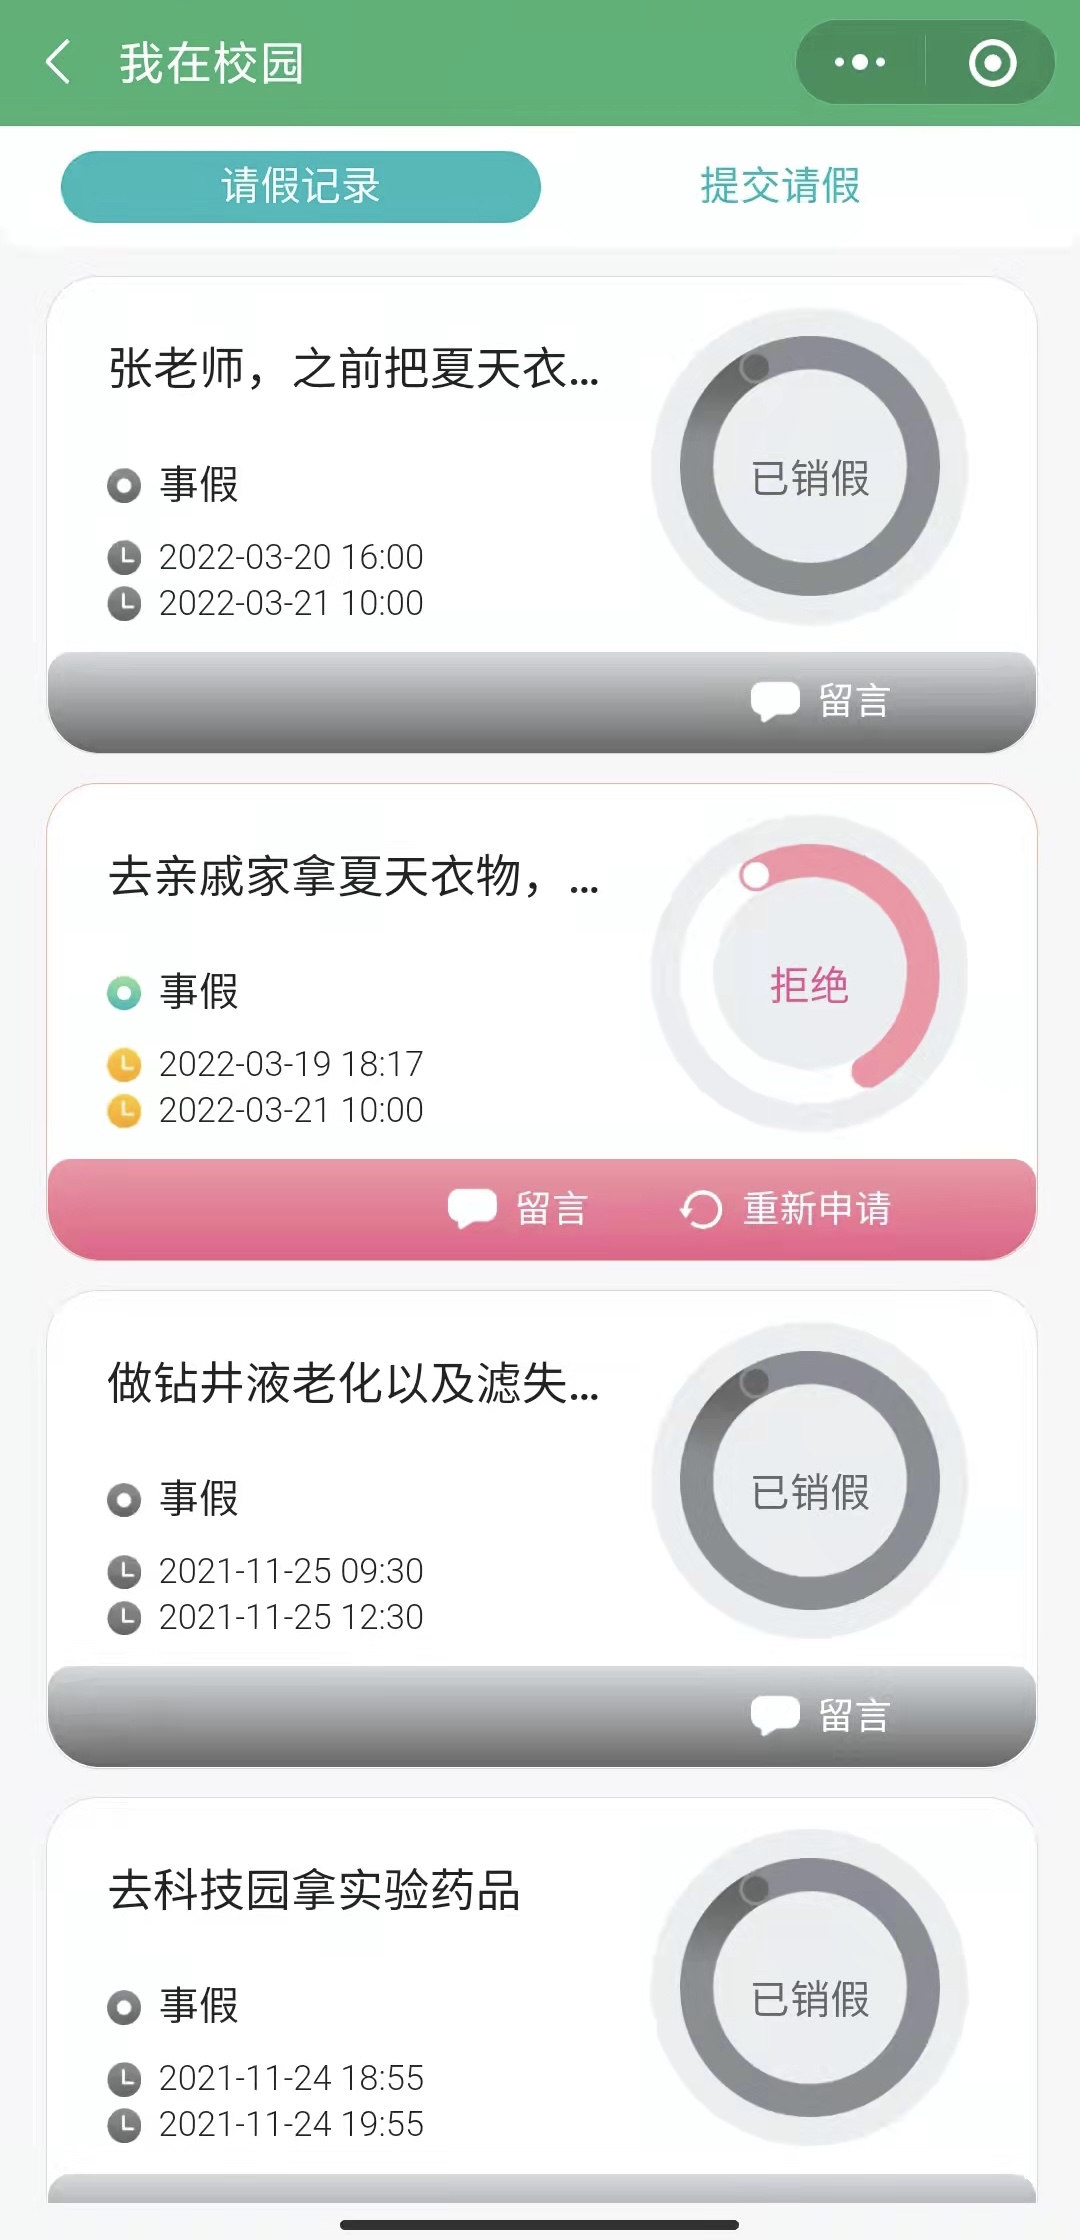 我在校园
请假记录
提交请假
张老师，之前把夏天衣...
事假
已销假
2022-03-20 16:00
2022-03-21 10:00
留言
去亲戚家拿夏天衣物，...
事假
拒绝
2022-03-19 18:17
2022-03-21 10:00
留言
重新申请
做钻井液老化以及滤失...
事假
已销假
2021-11-25 09:30
2021-11-25 12:30
留言
去科技园拿实验药品
事假
已销假
2021-11-24 18:55
2021-11-24 19:55